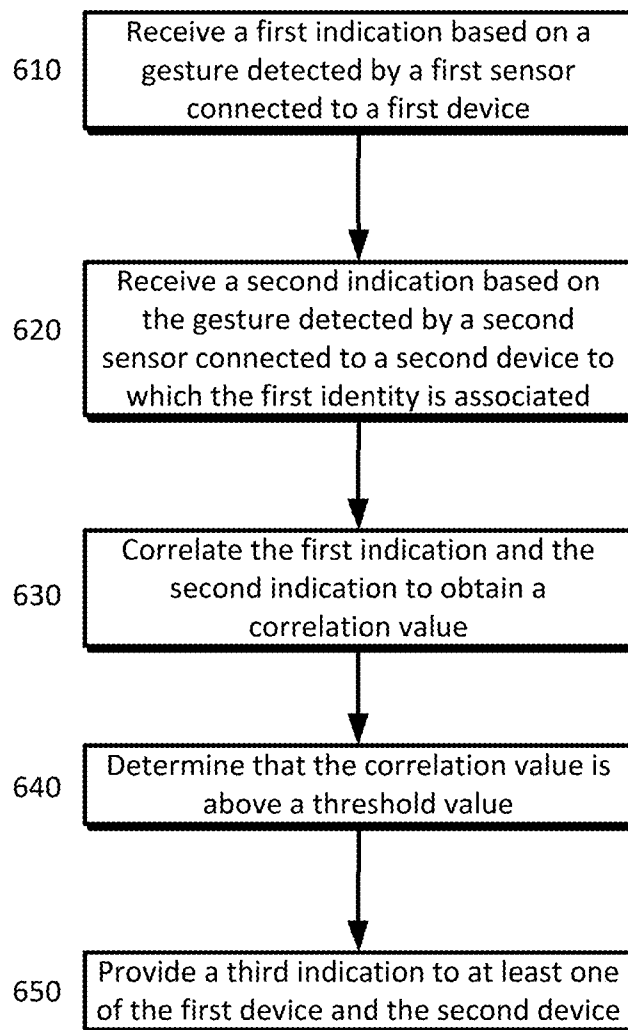 Receive a first indication based on a
610 gesture detected by a first sensor
connected to a first device
Receive a second indication based on
620 the gesture detected by a second
sensor connected to a second device to
which the first identity is associated
Correlate the first indication and the
630 second indication to obtain a
correlation value
640 Determine that the correlation value is
above a threshold value
650 Provide a third indication to at least one
of the first device and the second device